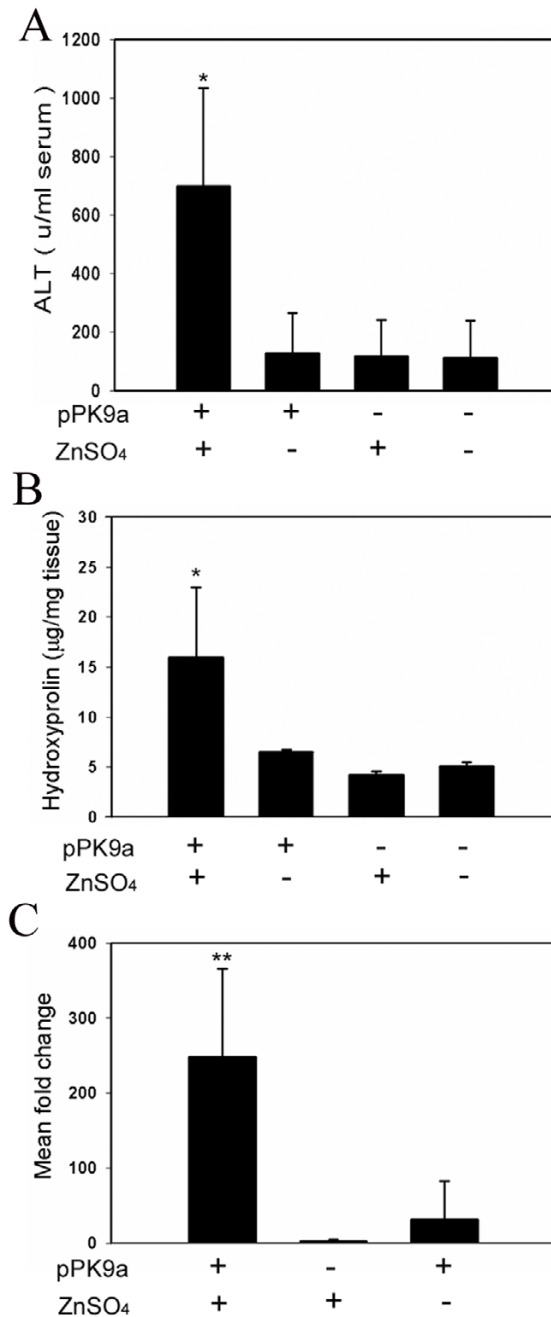 A
1200
1000
800
600
400
200
0
ALT ( u/ml serum )
*
pPK9a + + - -
ZnSO₄ + - + -
B
30
25
20
15
10
5
0
Hydroxyprolin (µg/mg tissue)
*
pPK9a + + - -
ZnSO₄ + - + -
C
400
300
200
100
0
Mean fold change
**
pPK9a + - +
ZnSO₄ + + -